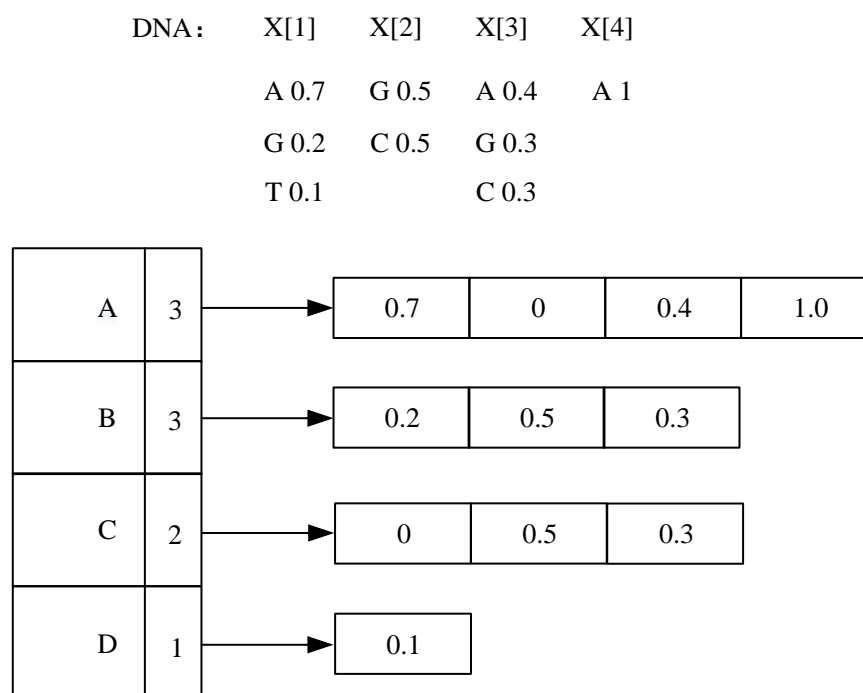 DNA： X[1] X[2] X[3] X[4]
A 0.7 G 0.5 A 0.4 A 1
G 0.2 C 0.5 G 0.3
T 0.1 C 0.3
A 3 0.7 0 0.4 1.0
B 3 0.2 0.5 0.3
C 2 0 0.5 0.3
D 1 0.1